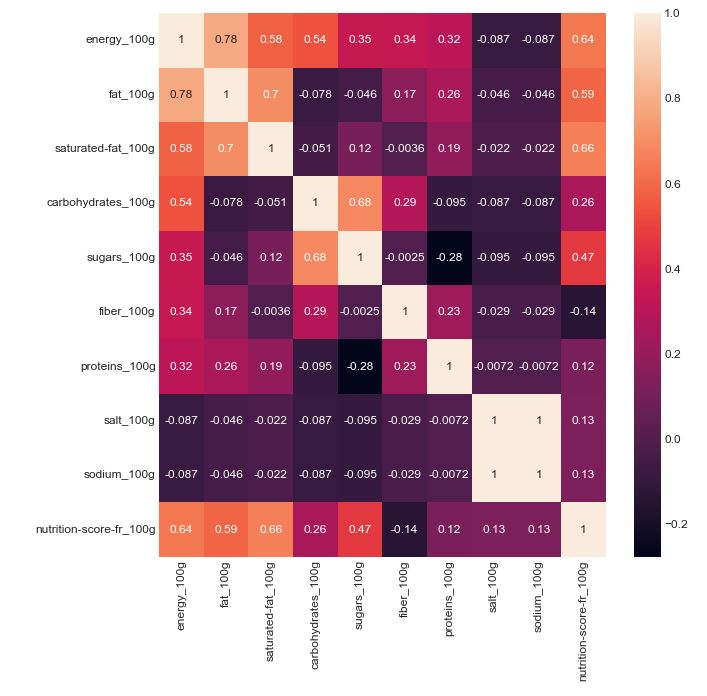 energy_100g 1 0.78 0.58 0.54 0.35 0.34 0.32 -0.087 -0.087 0.64
fat_100g 0.78 1 0.7 -0.078 -0.046 0.17 0.26 -0.046 -0.046 0.59
saturated-fat_100g 0.58 0.7 1 -0.051 0.12 -0.0036 0.19 -0.022 -0.022 0.66
carbohydrates_100g 0.54 -0.078 -0.051 1 0.68 0.29 -0.095 -0.087 -0.087 0.26
sugars_100g 0.35 -0.046 0.12 0.68 1 -0.0025 -0.28 -0.095 -0.095 0.47
fiber_100g 0.34 0.17 -0.0036 0.29 -0.0025 1 0.23 -0.029 -0.029 -0.14
proteins_100g 0.32 0.26 0.19 -0.095 -0.28 0.23 1 -0.0072 -0.0072 0.12
salt_100g -0.087 -0.046 -0.022 -0.087 -0.095 -0.029 -0.0072 1 1 0.13
sodium_100g -0.087 -0.046 -0.022 -0.087 -0.095 -0.029 -0.0072 1 1 0.13
nutrition-score-fr_100g 0.64 0.59 0.66 0.26 0.47 -0.14 0.12 0.13 0.13 1
energy_100g
fat_100g
saturated-fat_100g
carbohydrates_100g
sugars_100g
fiber_100g
proteins_100g
salt_100g
sodium_100g
nutrition-score-fr_100g
1.0
0.8
0.6
0.4
0.2
0.0
−0.2